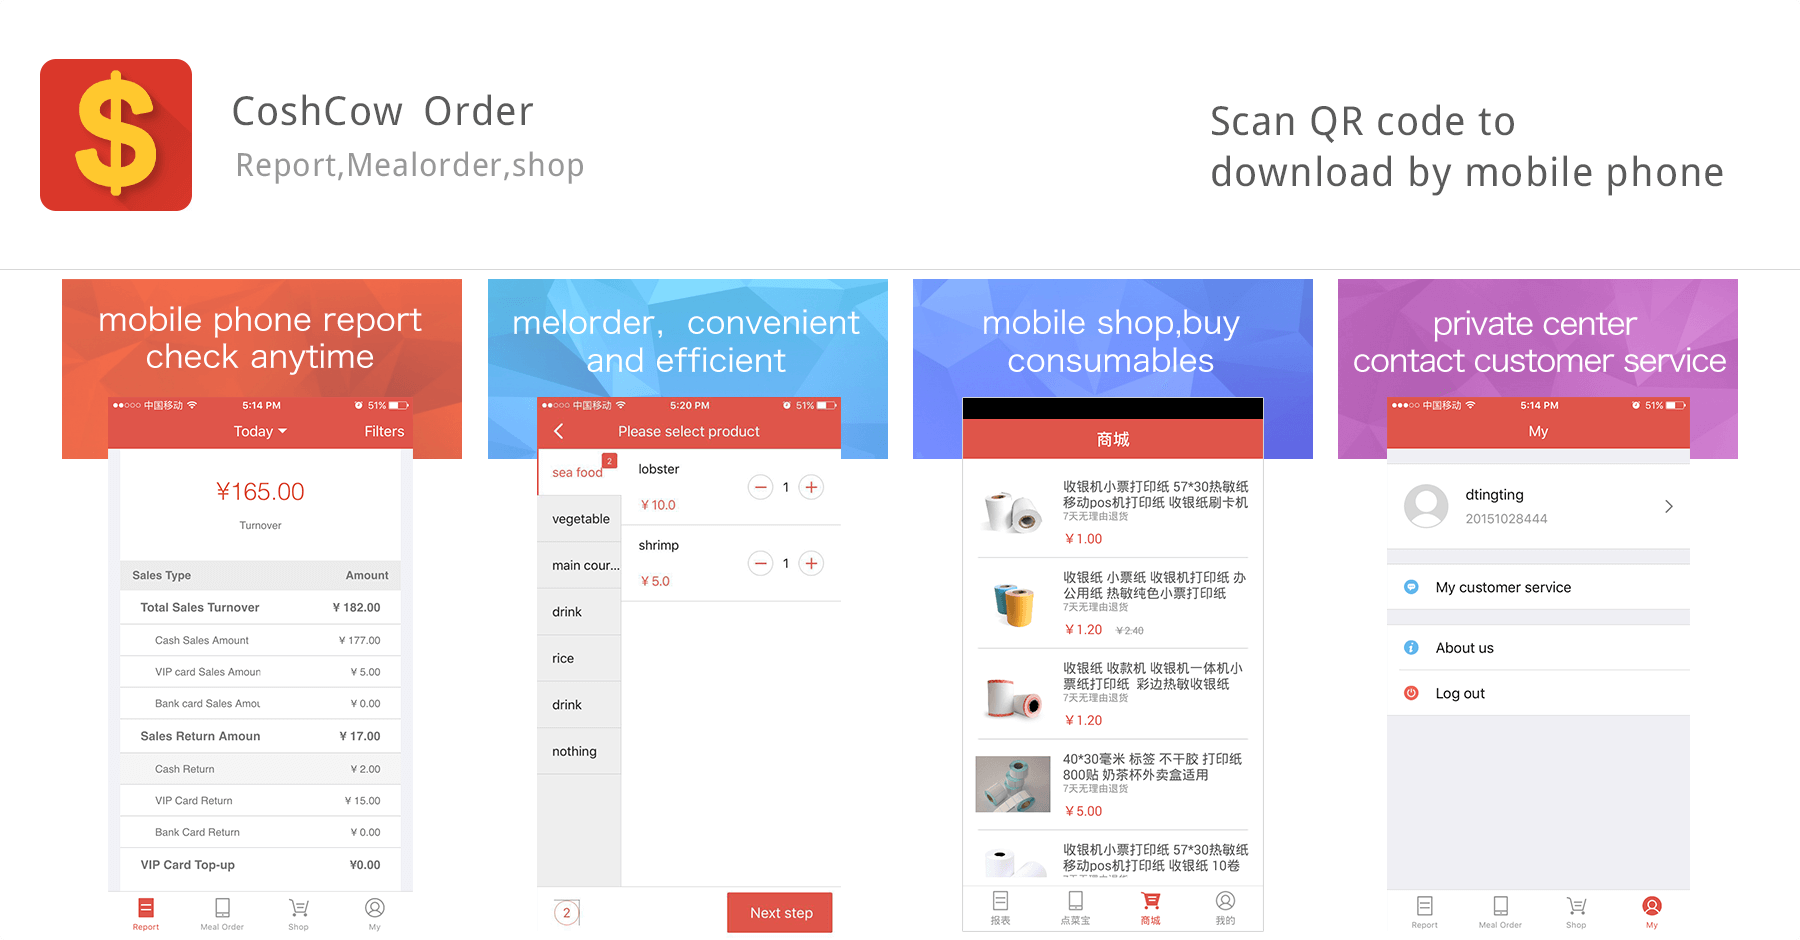 CoshCow Order
Report,Mealorder,shop
Scan QR code to
download by mobile phone
mobile phone report
check anytime
中国移动 5:14 PM 51%
Today Filters
¥165.00
Turnover
Sales Type Amount
Total Sales Turnover ¥ 182.00
Cash Sales Amount ¥ 177.00
VIP card Sales Amoun ¥ 5.00
Bank card Sales Amou ¥ 0.00
Sales Return Amoun ¥ 17.00
Cash Return ¥ 2.00
VIP Card Return ¥ 15.00
Bank Card Return ¥ 0.00
VIP Card Top-up ¥0.00
Report Meal Order Shop My
melorder，convenient
and efficient
中国移动 5:20 PM 51%
Please select product
sea food 2
vegetable
main cour...
drink
rice
drink
nothing
lobster
¥ 10.0
1
shrimp
¥ 5.0
1
2
Next step
mobile shop,buy
consumables
商城
收银机小票打印纸 57*30热敏纸
移动pos机打印纸 收银纸刷卡机
7天无理由退货
¥ 1.00
收银纸 小票纸 收银机打印纸 办
公用纸 热敏纯色小票打印纸
7天无理由退货
¥ 1.20 ¥ 2.40
收银纸 收款机 收银机一体机小
票纸打印纸 彩边热敏收银纸
7天无理由退货
¥ 1.20
40*30毫米 标签 不干胶 打印纸
800贴 奶茶杯外卖盒适用
7天无理由退货
¥ 5.00
收银机小票打印纸 57*30热敏纸
移动pos机打印纸 收银纸 10卷
7天无理由退货
报表 点菜宝 商城 我的
private center
contact customer service
中国移动 5:14 PM 51%
My
dtingting
20151028444
My customer service
About us
Log out
Report Meal Order Shop My